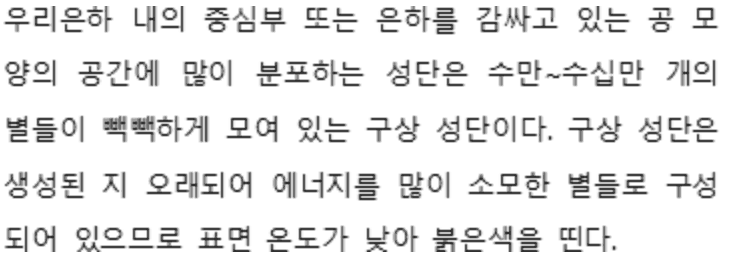 우리은하 내의 중심부 또는 은하를 감싸고 있는 공 모
양의 공간에 많이 분포하는 성단은 수만~수십만 개의
별들이 빽빽하게 모여 있는 구상 성단이다. 구상 성단은
생성된 지 오래되어 에너지를 많이 소모한 별들로 구성
되어 있으므로 표면 온도가 낮아 붉은색을 띤다.